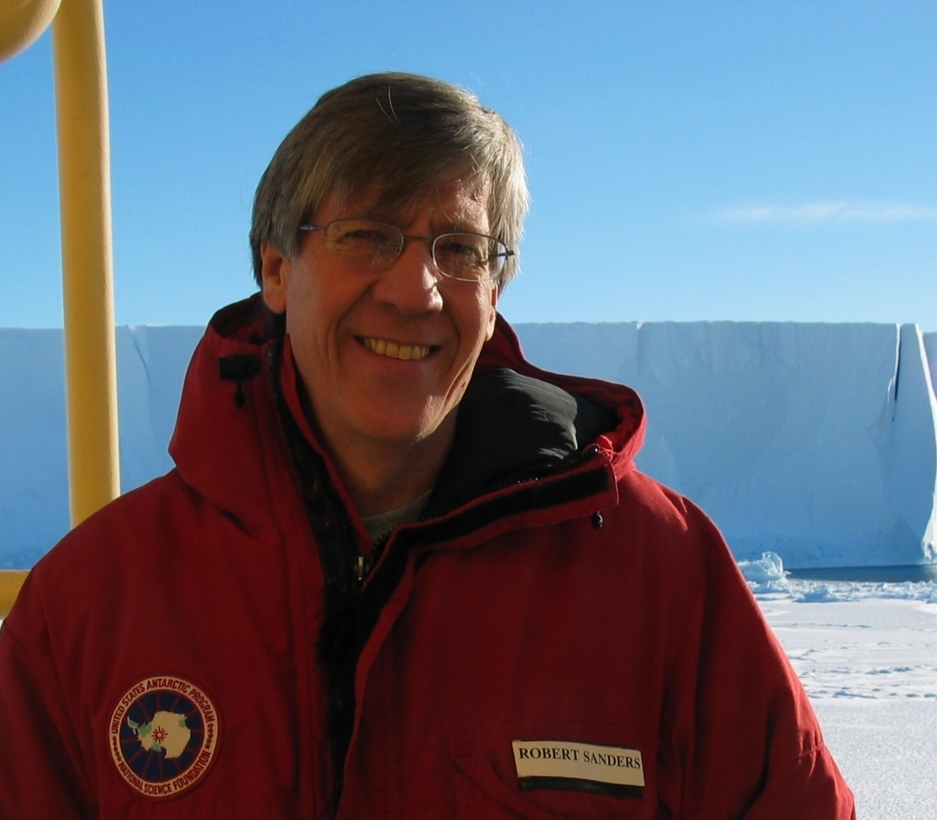 UNITED STATES ANTARCTIC PROGRAM
NATIONAL SCIENCE FOUNDATION
ROBERT SANDERS